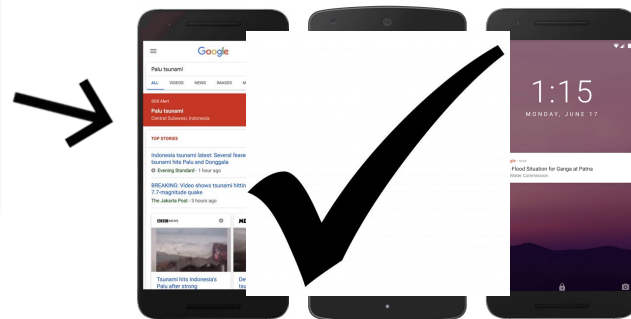 Google
Palu tsunami
ALL VIDEOS NEWS IMAGES
SOS Alert
Palu tsunami
Central Sulawesi, Indonesia
TOP STORIES
Indonesia tsunami latest: Several feare
tsunami hits Palu and Donggala
Evening Standard · 1 hour ago
BREAKING: Video shows tsunami hittin
7.7-magnitude quake
The Jakarta Post · 3 hours ago
BBC NEWS
Tsunami hits Indonesia's
Palu after strong
1:15
MONDAY, JUNE 17
Flood Situation for Ganga at Patna
Water Commission